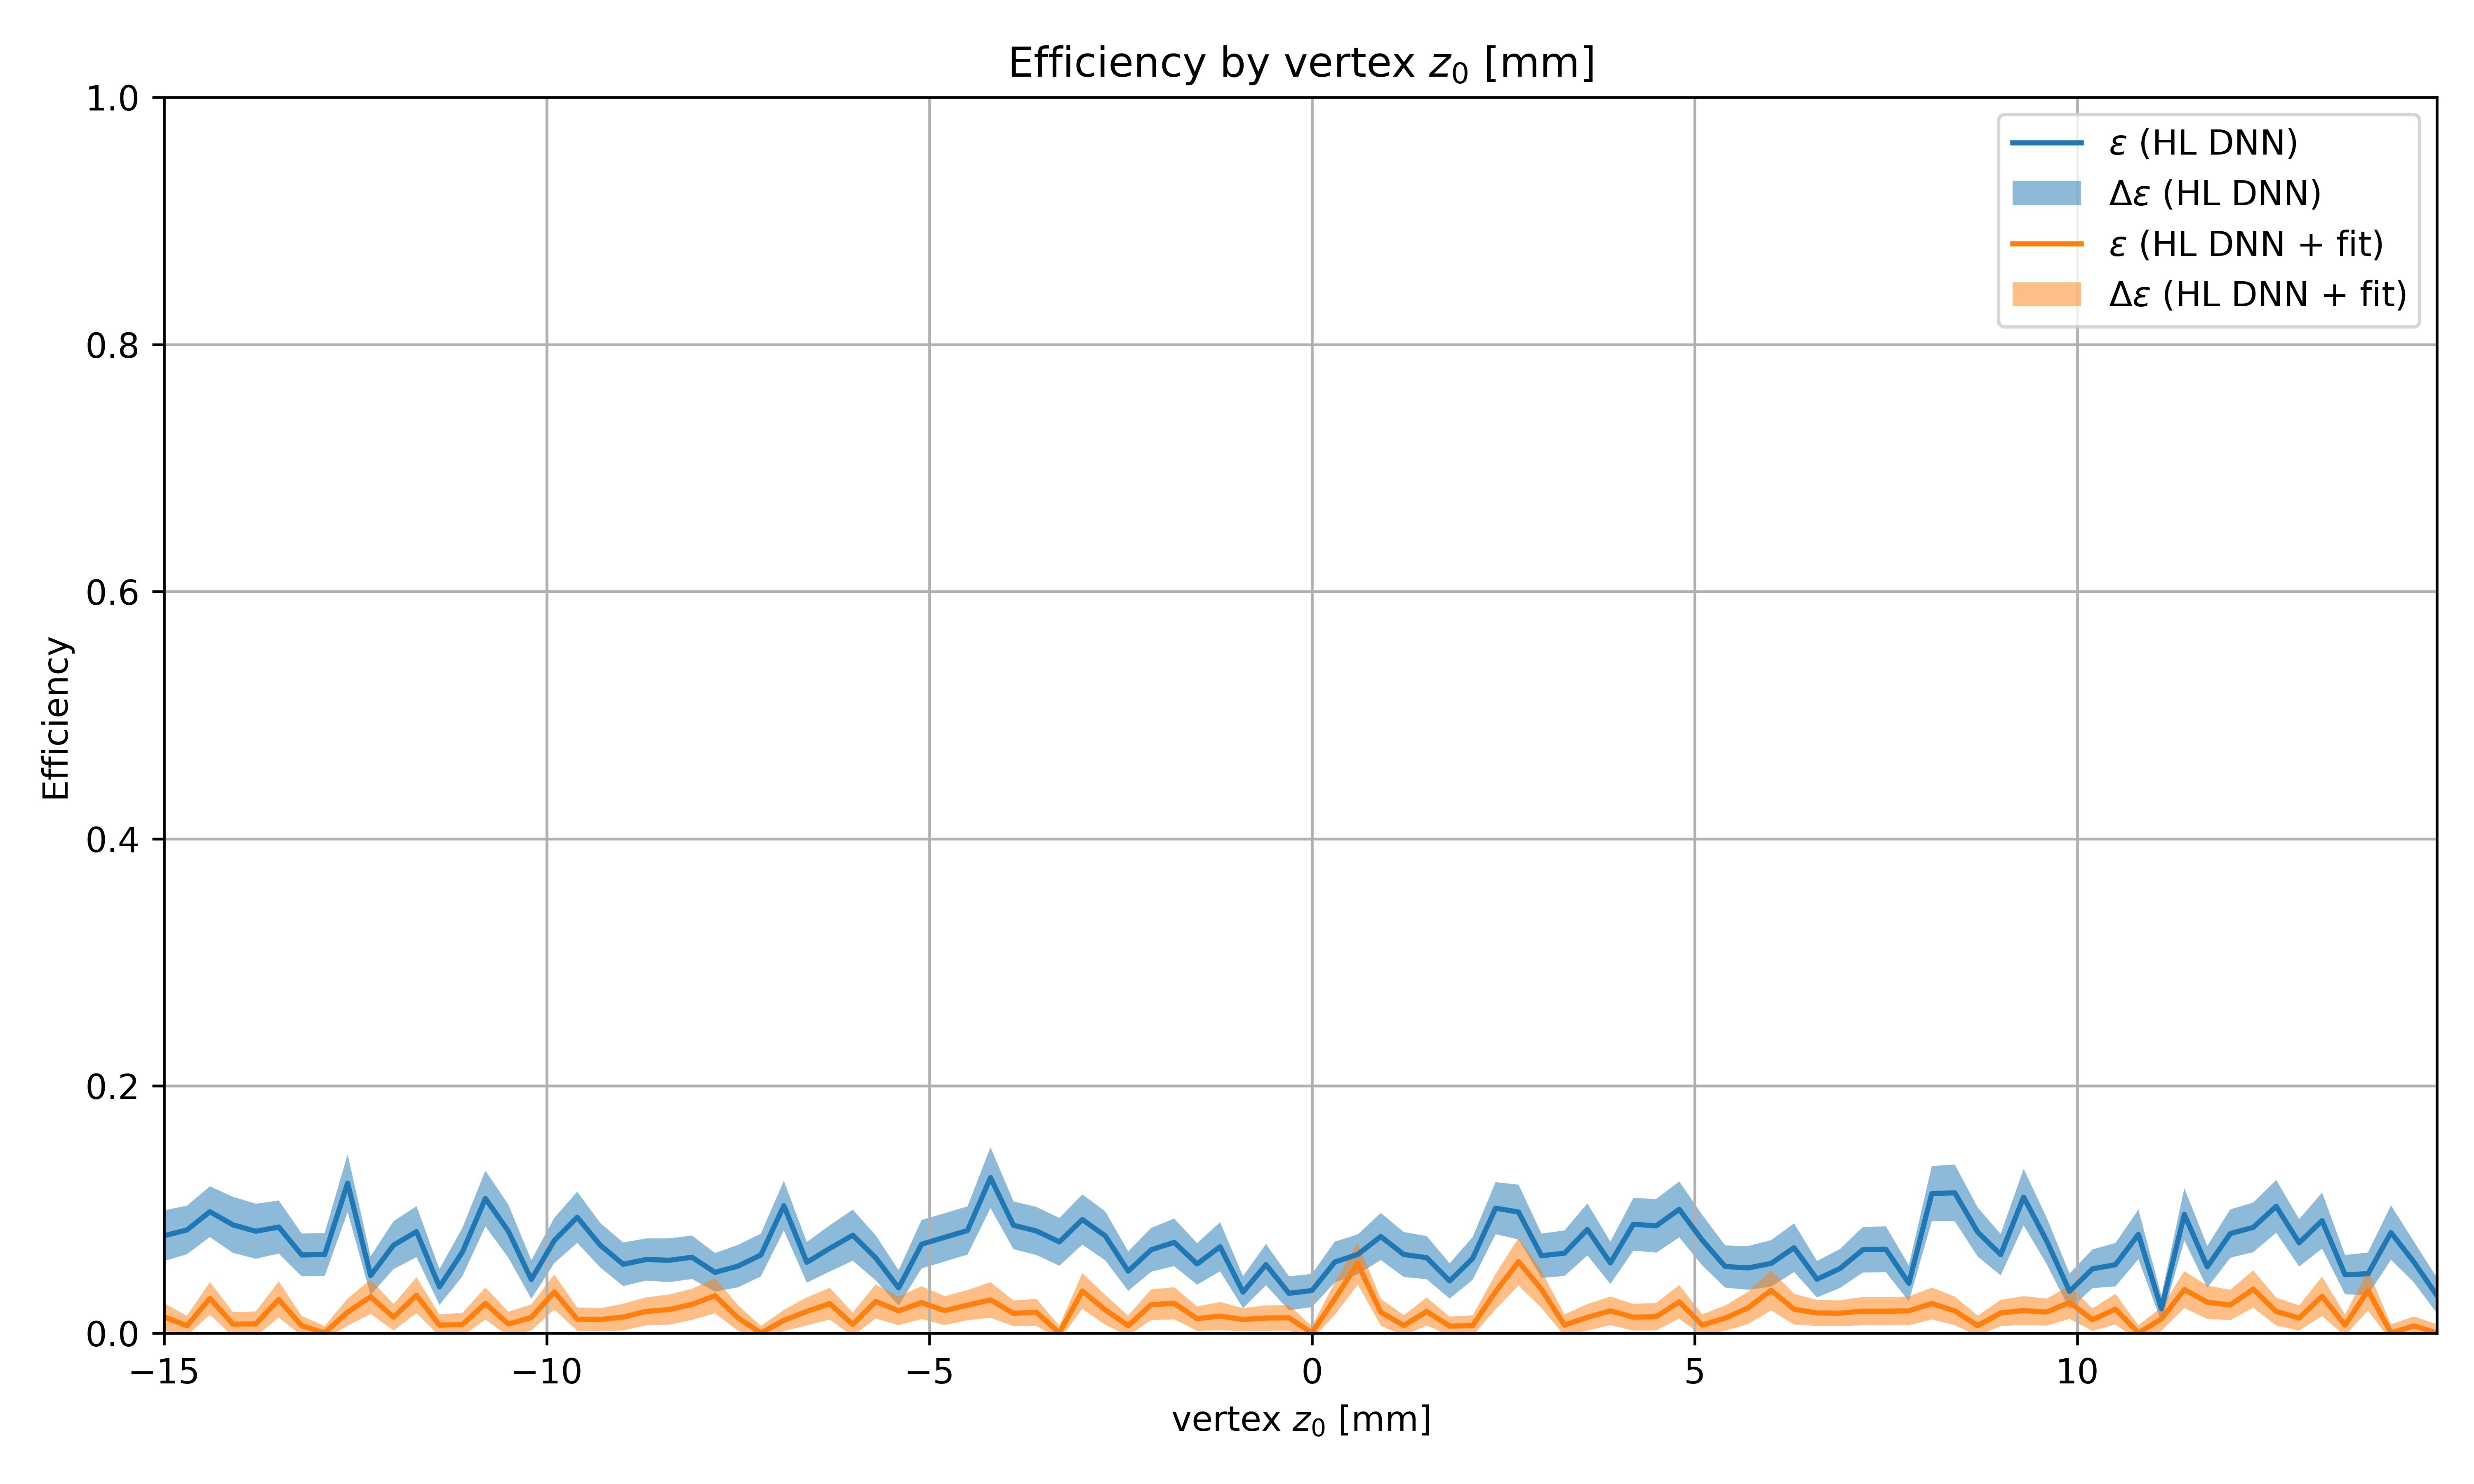 Efficiency by vertex z₀ [mm]
1.0
0.8
0.6
0.4
0.2
0.0
Efficiency
ε (HL DNN)
Δε (HL DNN)
ε (HL DNN + fit)
Δε (HL DNN + fit)
−15 −10 −5 0 5 10
vertex z₀ [mm]